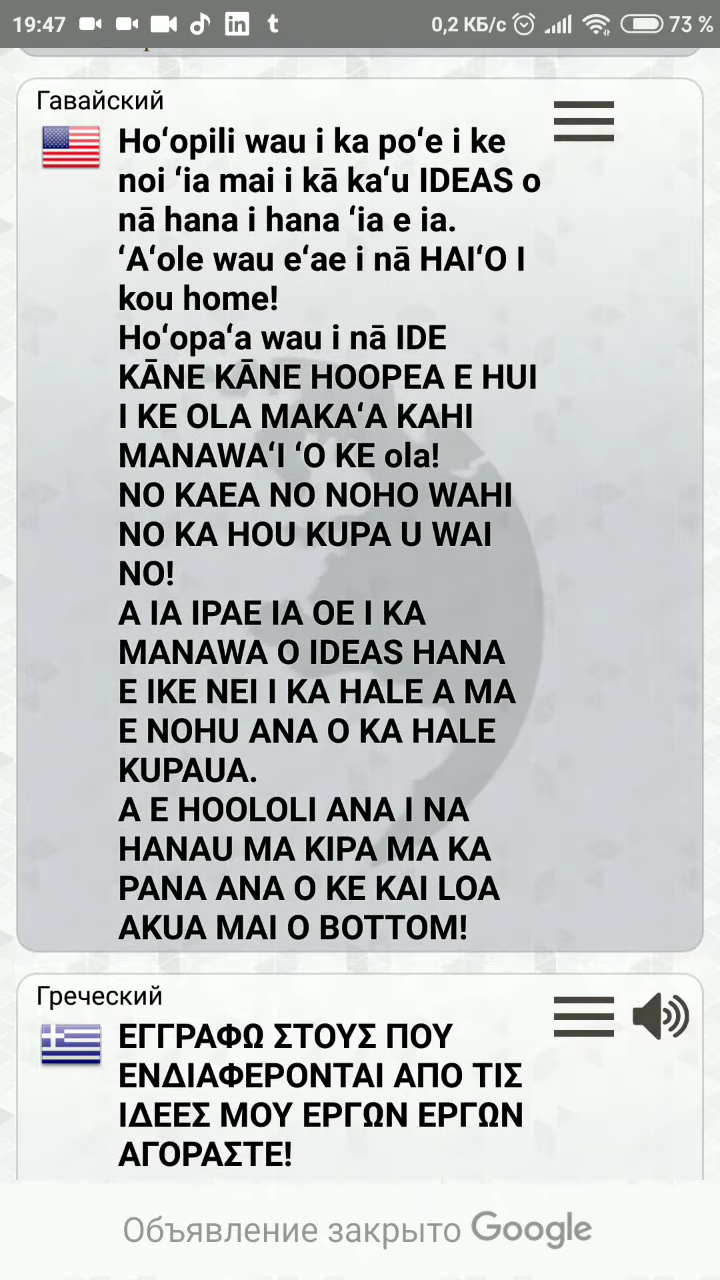 19:47 in t 0,2 КБ/с 73 %
Гавайский
Hoʻopili wau i ka poʻe i ke
noi ʻia mai i kā kaʻu IDEAS o
nā hana i hana ʻia e ia.
ʻAʻole wau eʻae i nā HAIʻO I
kou home!
Hoʻopaʻa wau i nā IDE
KĀNE KĀNE HOOPEA E HUI
I KE OLA MAKAʻA KAHI
MANAWAʻI ʻO KE ola!
NO KAEA NO NOHO WAHI
NO KA HOU KUPA U WAI
NO!
A IA IPAE IA OE I KA
MANAWA O IDEAS HANA
E IKE NEI I KA HALE A MA
E NOHU ANA O KA HALE
KUPAUA.
A E HOOLOLI ANA I NA
HANAU MA KIPA MA KA
PANA ANA O KE KAI LOA
AKUA MAI O BOTTOM!
Греческий
ΕΓΓΡΑΦΩ ΣΤΟΥΣ ΠΟΥ
ΕΝΔΙΑΦΕΡΟΝΤΑΙ ΑΠΟ ΤΙΣ
ΙΔΕΕΣ ΜΟΥ ΕΡΓΩΝ ΕΡΓΩΝ
ΑΓΟΡΑΣΤΕ!
Объявление закрыто Google